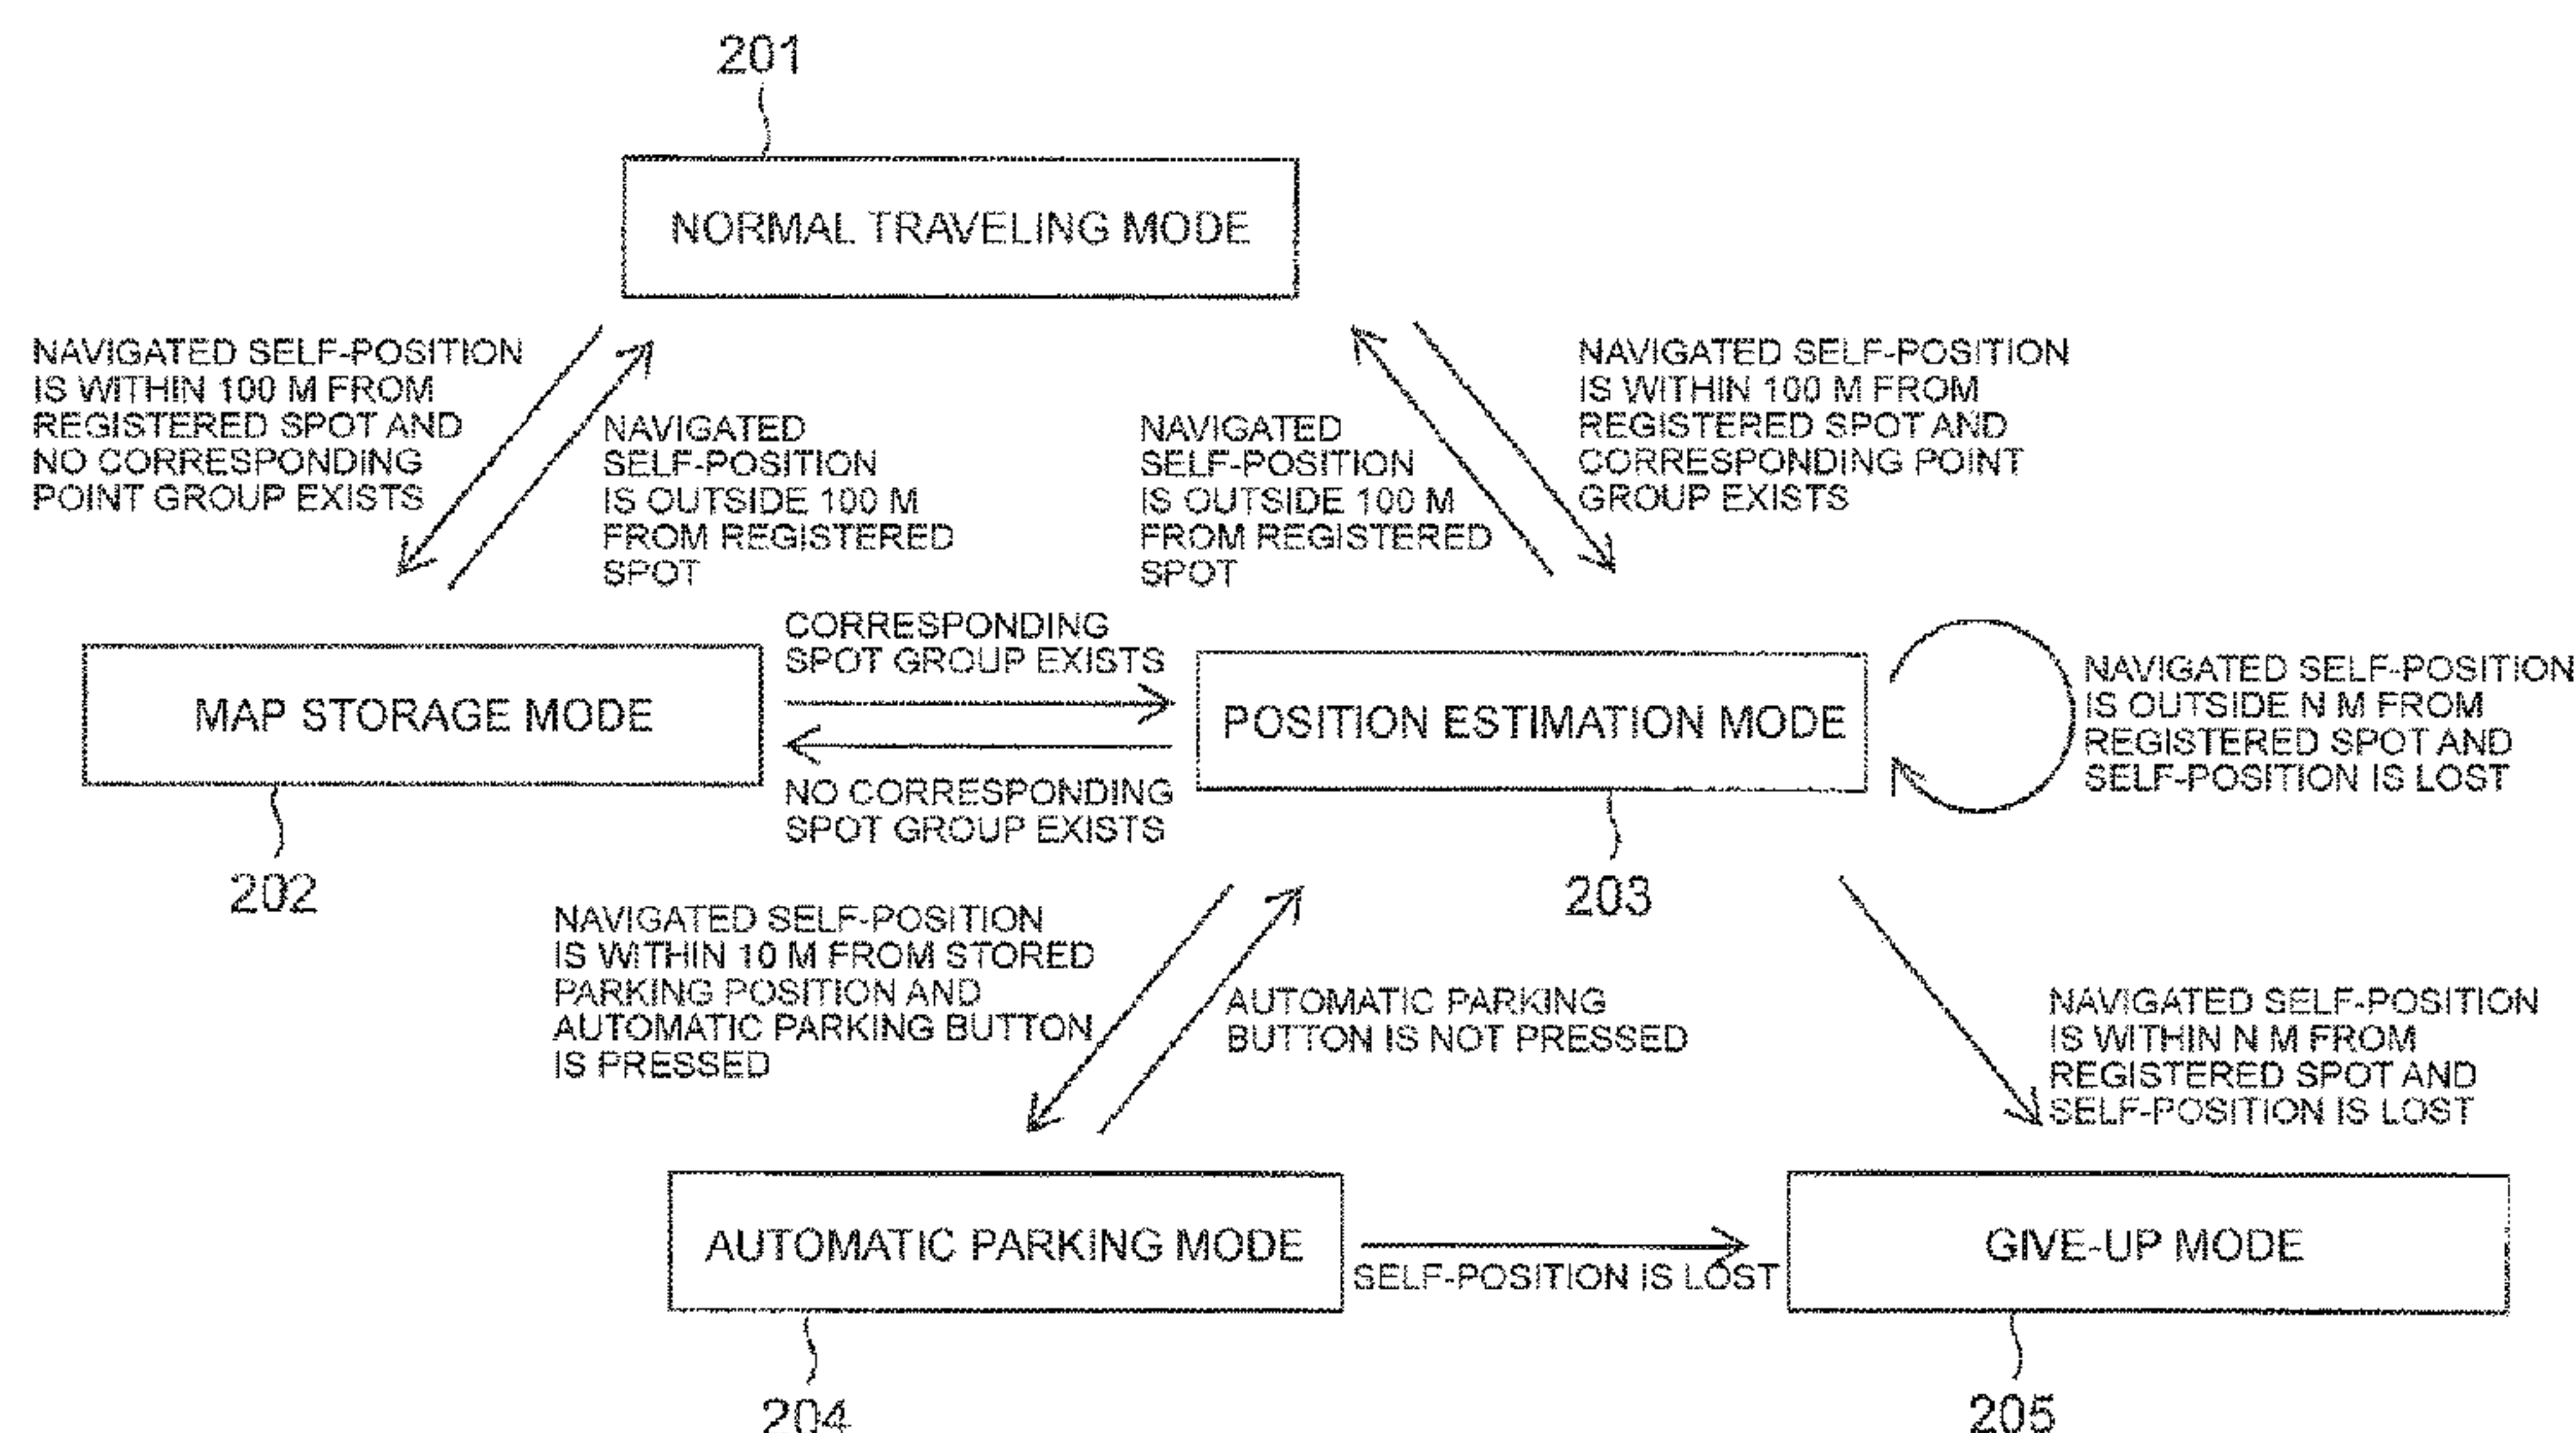 201
NORMAL TRAVELING MODE
NAVIGATED SELF-POSITION
IS WITHIN 100 M FROM
REGISTERED SPOT AND
NO CORRESPONDING
POINT GROUP EXISTS
NAVIGATED
SELF-POSITION
IS OUTSIDE 100 M
FROM REGISTERED
SPOT
NAVIGATED
SELF-POSITION
IS OUTSIDE 100 M
FROM REGISTERED
SPOT
NAVIGATED SELF-POSITION
IS WITHIN 100 M FROM
REGISTERED SPOT AND
CORRESPONDING POINT
GROUP EXISTS
MAP STORAGE MODE
202
CORRESPONDING
SPOT GROUP EXISTS
NO CORRESPONDING
SPOT GROUP EXISTS
POSITION ESTIMATION MODE
203
NAVIGATED SELF-POSITION
IS OUTSIDE N M FROM
REGISTERED SPOT AND
SELF-POSITION IS LOST
NAVIGATED SELF-POSITION
IS WITHIN 10 M FROM STORED
PARKING POSITION AND
AUTOMATIC PARKING BUTTON
IS PRESSED
AUTOMATIC PARKING
BUTTON IS NOT PRESSED
NAVIGATED SELF-POSITION
IS WITHIN N M FROM
REGISTERED SPOT AND
SELF-POSITION IS LOST
AUTOMATIC PARKING MODE
204
SELF-POSITION IS LOST
GIVE-UP MODE
205